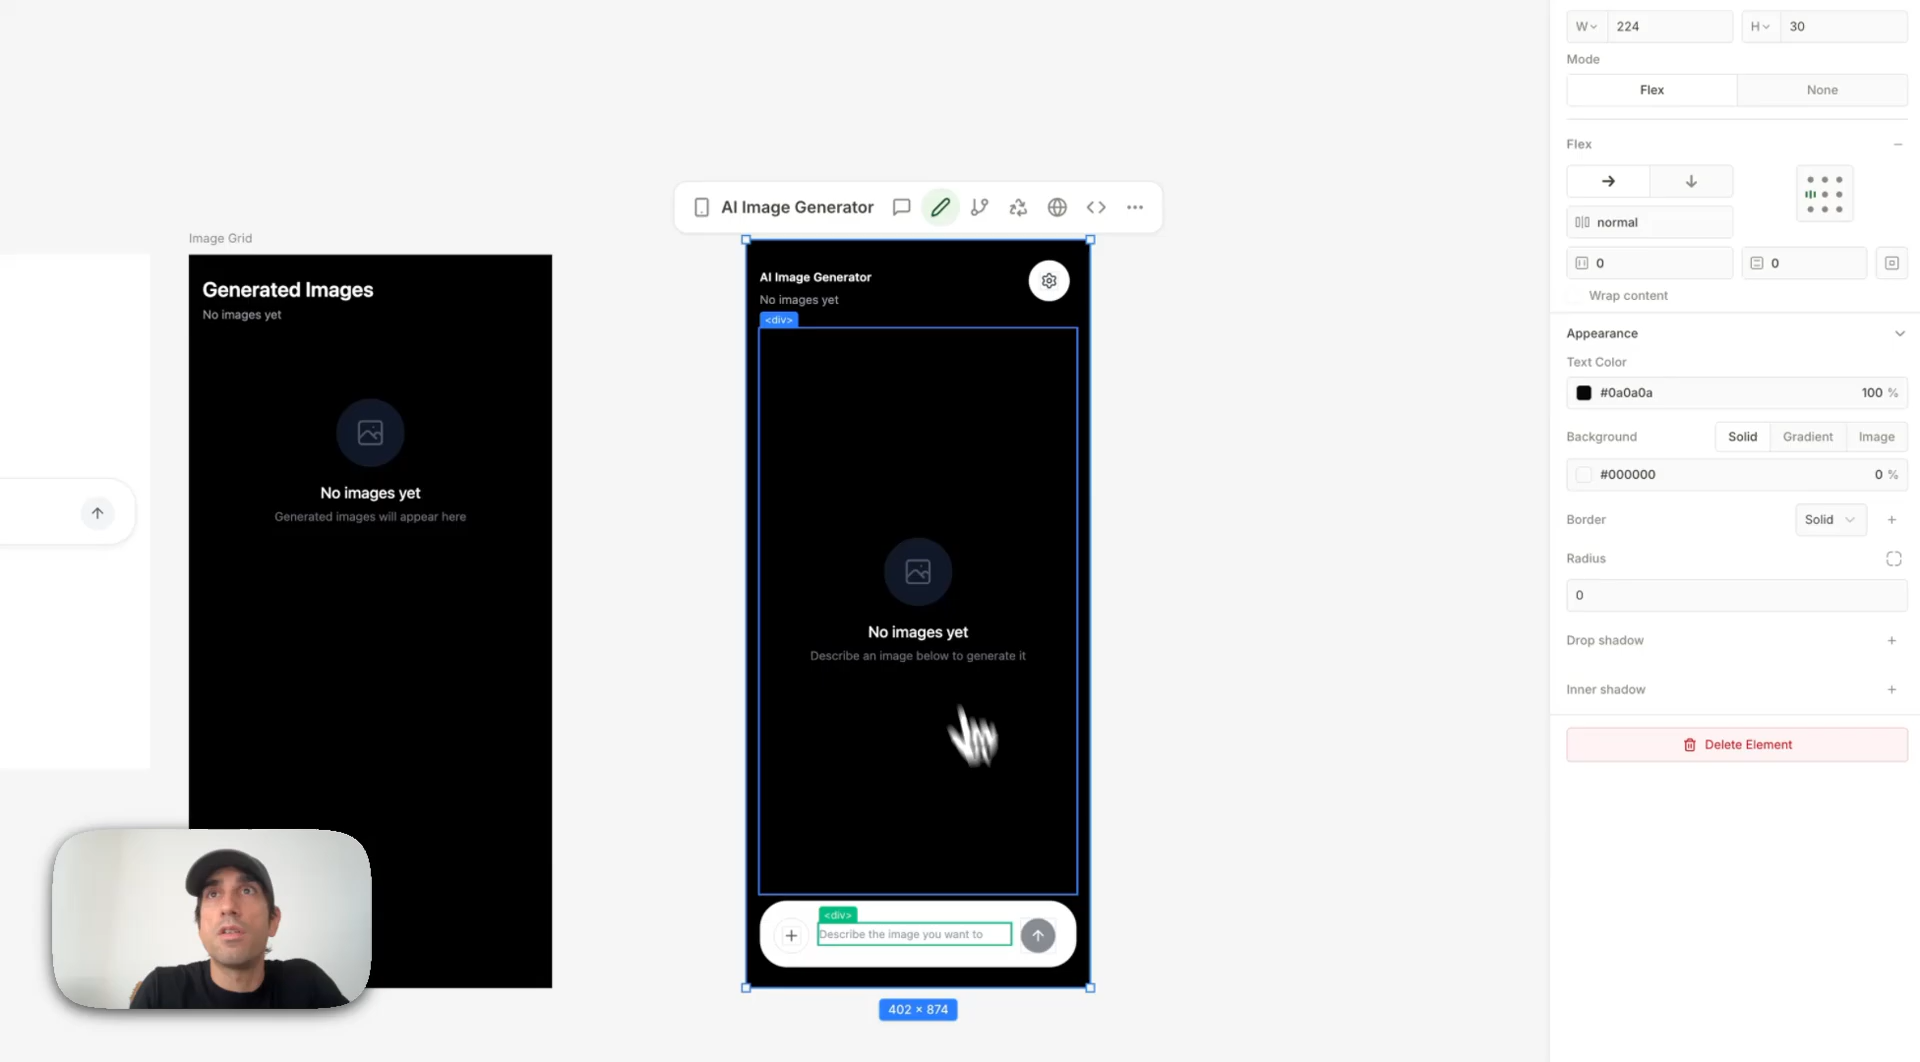 W 224 H 30
Mode
Flex None
Flex
normal
0 0
Wrap content
Appearance
Text Color
#0a0a0a 100 %
Background Solid Gradient Image
#000000 0 %
Border Solid
Radius
0
Drop shadow
Inner shadow
Delete Element
AI Image Generator
Image Grid
Generated Images
No images yet
No images yet
Generated images will appear here
AI Image Generator
No images yet
<div>
No images yet
Describe an image below to generate it
<div>
Describe the image you want to
402 × 874